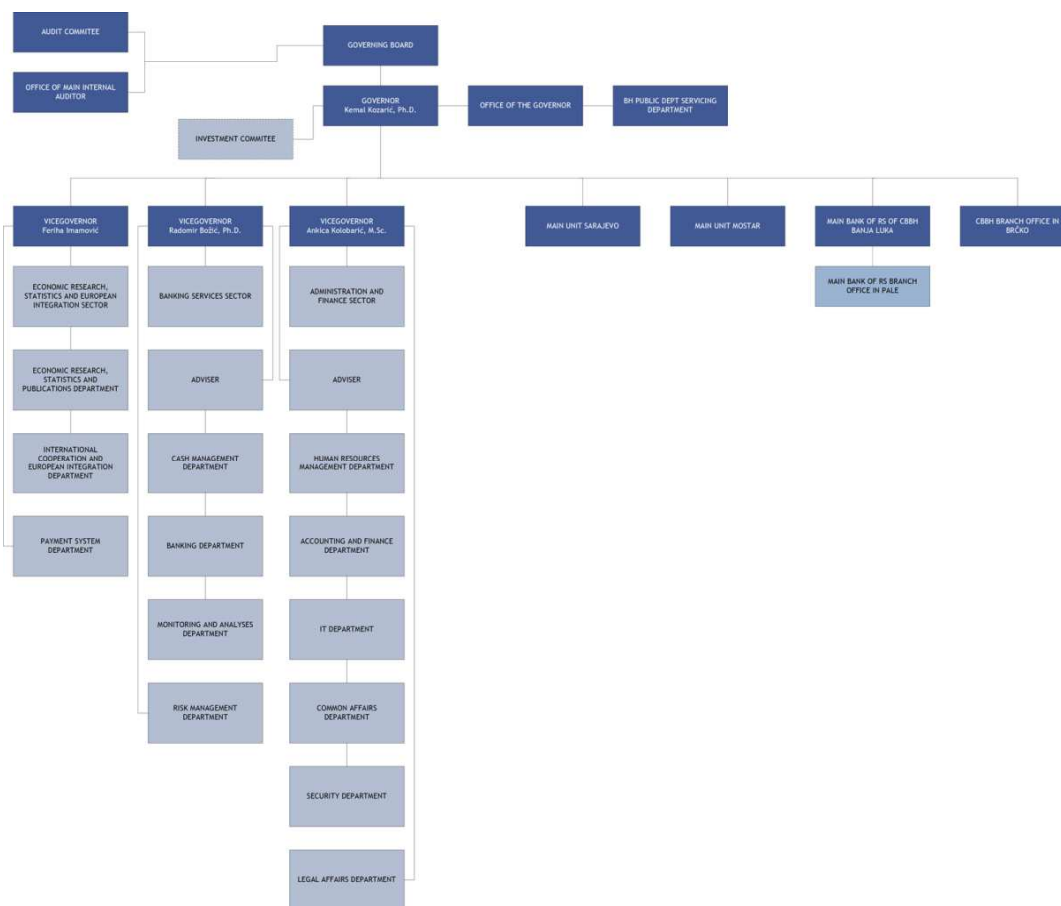 AUDIT COMMITEE
GOVERNING BOARD
OFFICE OF MAIN INTERNAL
AUDITOR
GOVERNOR
Kemal Kozarić, Ph.D.
OFFICE OF THE GOVERNOR
BH PUBLIC DEPT SERVICING
DEPARTMENT
INVESTMENT COMMITEE
VICEGOVERNOR
Feriha Imamović
VICEGOVERNOR
Radomir Božić, Ph.D.
VICEGOVERNOR
Ankica Kolobarić, M.Sc.
MAIN UNIT SARAJEVO
MAIN UNIT MOSTAR
MAIN BANK OF RS OF CBBH
BANJA LUKA
CBBH BRANCH OFFICE IN
BRČKO
ECONOMIC RESEARCH,
STATISTICS AND EUROPEAN
INTEGRATION SECTOR
BANKING SERVICES SECTOR
ADMINISTRATION AND
FINANCE SECTOR
MAIN BANK OF RS BRANCH
OFFICE IN PALE
ECONOMIC RESEARCH,
STATISTICS AND
PUBLICATIONS DEPARTMENT
ADVISER
ADVISER
INTERNATIONAL
COOPERATION AND
EUROPEAN INTEGRATION
DEPARTMENT
CASH MANAGEMENT
DEPARTMENT
HUMAN RESOURCES
MANAGEMENT DEPARTMENT
PAYMENT SYSTEM
DEPARTMENT
BANKING DEPARTMENT
ACCOUNTING AND FINANCE
DEPARTMENT
MONITORING AND ANALYSES
DEPARTMENT
IT DEPARTMENT
RISK MANAGEMENT
DEPARTMENT
COMMON AFFAIRS
DEPARTMENT
SECURITY DEPARTMENT
LEGAL AFFAIRS DEPARTMENT